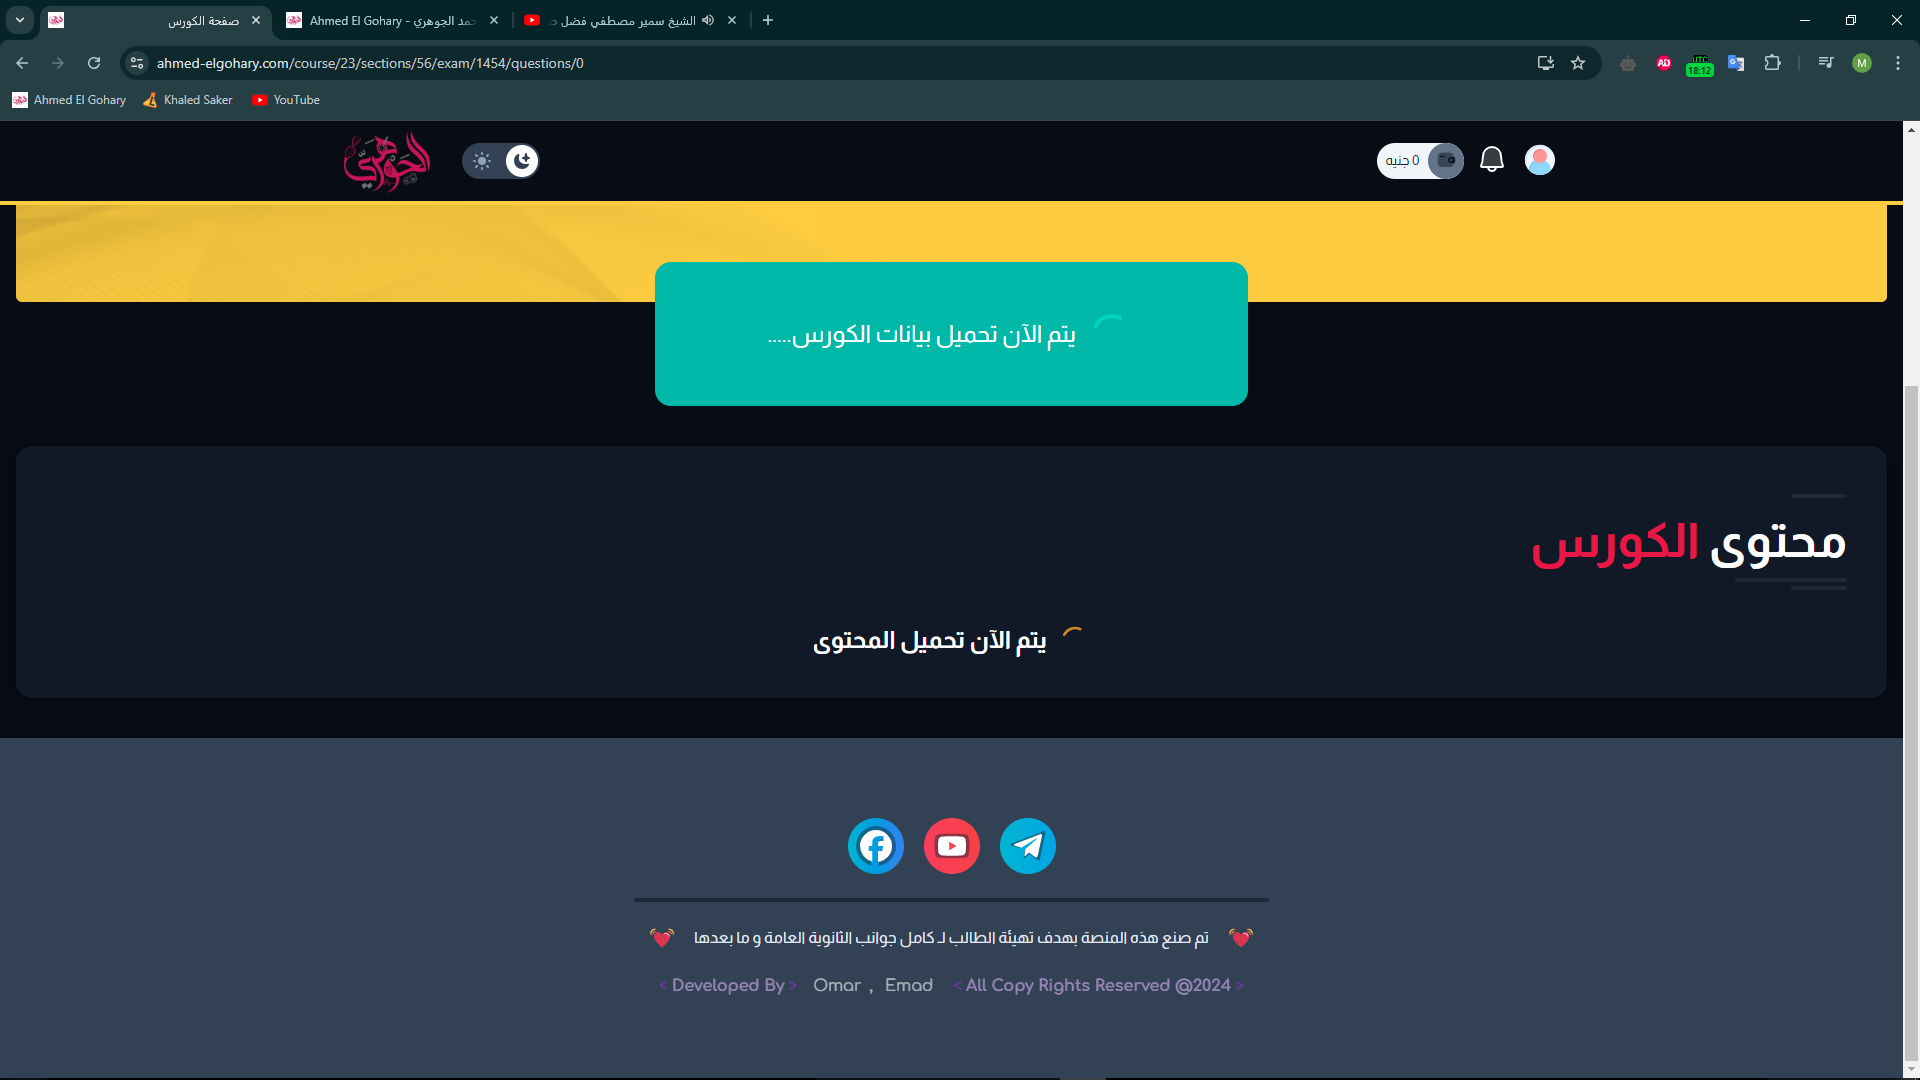 صفحة الكورس
Ahmed El Gohary - حمد الجوهري
الشيخ سمير مصطفي فضل
ahmed-elgohary.com/course/23/sections/56/exam/1454/questions/0
AD
UTC
18:12
G
M
Ahmed El Gohary
Khaled Saker
YouTube
الجوهري
0 جنيه
يتم الآن تحميل بيانات الكورس.....
محتوى الكورس
يتم الآن تحميل المحتوى
تم صنع هذه المنصة بهدف تهيئة الطالب لـ كامل جوانب الثانوية العامة و ما بعدها
< Developed By > Omar , Emad < All Copy Rights Reserved @2024 >